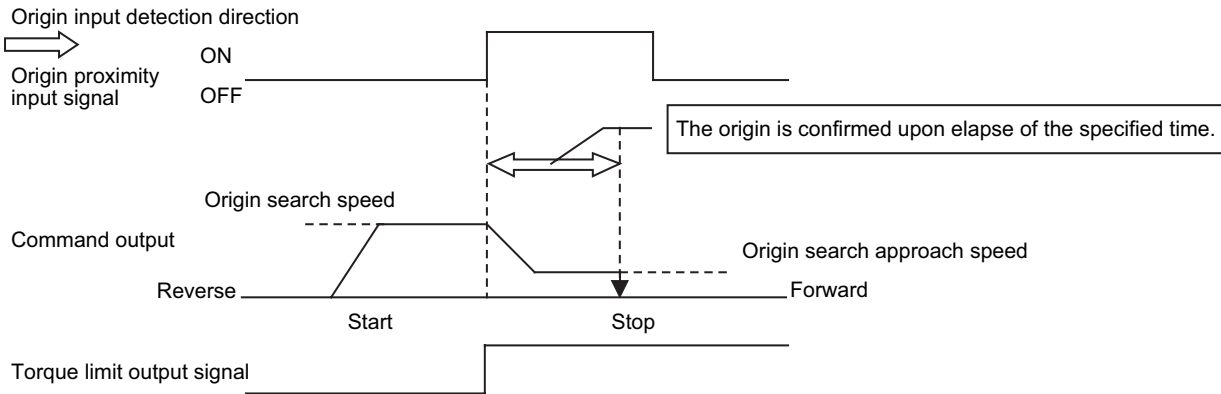 Origin input detection direction
ON
Origin proximity
input signal
OFF
The origin is confirmed upon elapse of the specified time.
Origin search speed
Command output
Origin search approach speed
Reverse
Forward
Start
Stop
Torque limit output signal